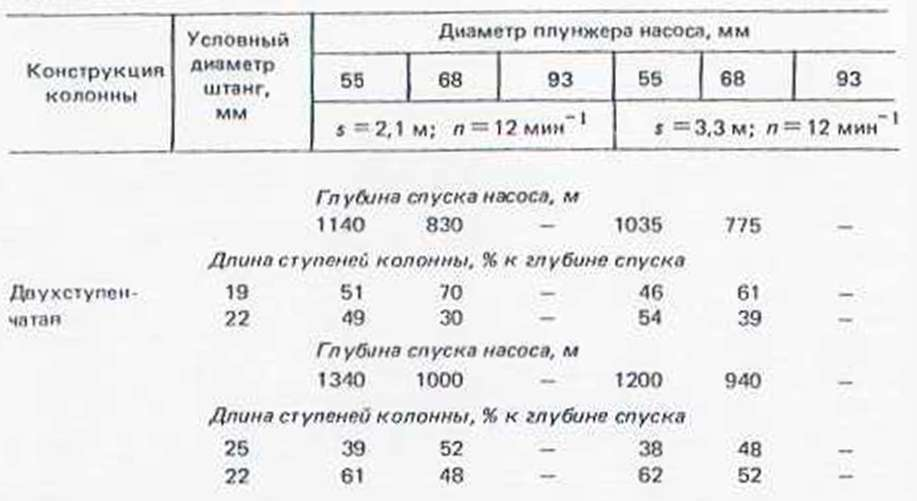 Конструкция колонны Условный диаметр штанг, мм Диаметр плунжера насоса, мм
55 68 93 55 68 93
s = 2,1 м; n = 12 мин⁻¹ s = 3,3 м; n = 12 мин⁻¹
Глубина спуска насоса, м
1140 830 — 1035 775 —
Длина ступеней колонны, % к глубине спуска
Двухступен- 19 51 70 — 46 61 —
чатая 22 49 30 — 54 39 —
Глубина спуска насоса, м
1340 1000 — 1200 940 —
Длина ступеней колонны, % к глубине спуска
25 39 52 — 38 48 —
22 61 48 — 62 52 —